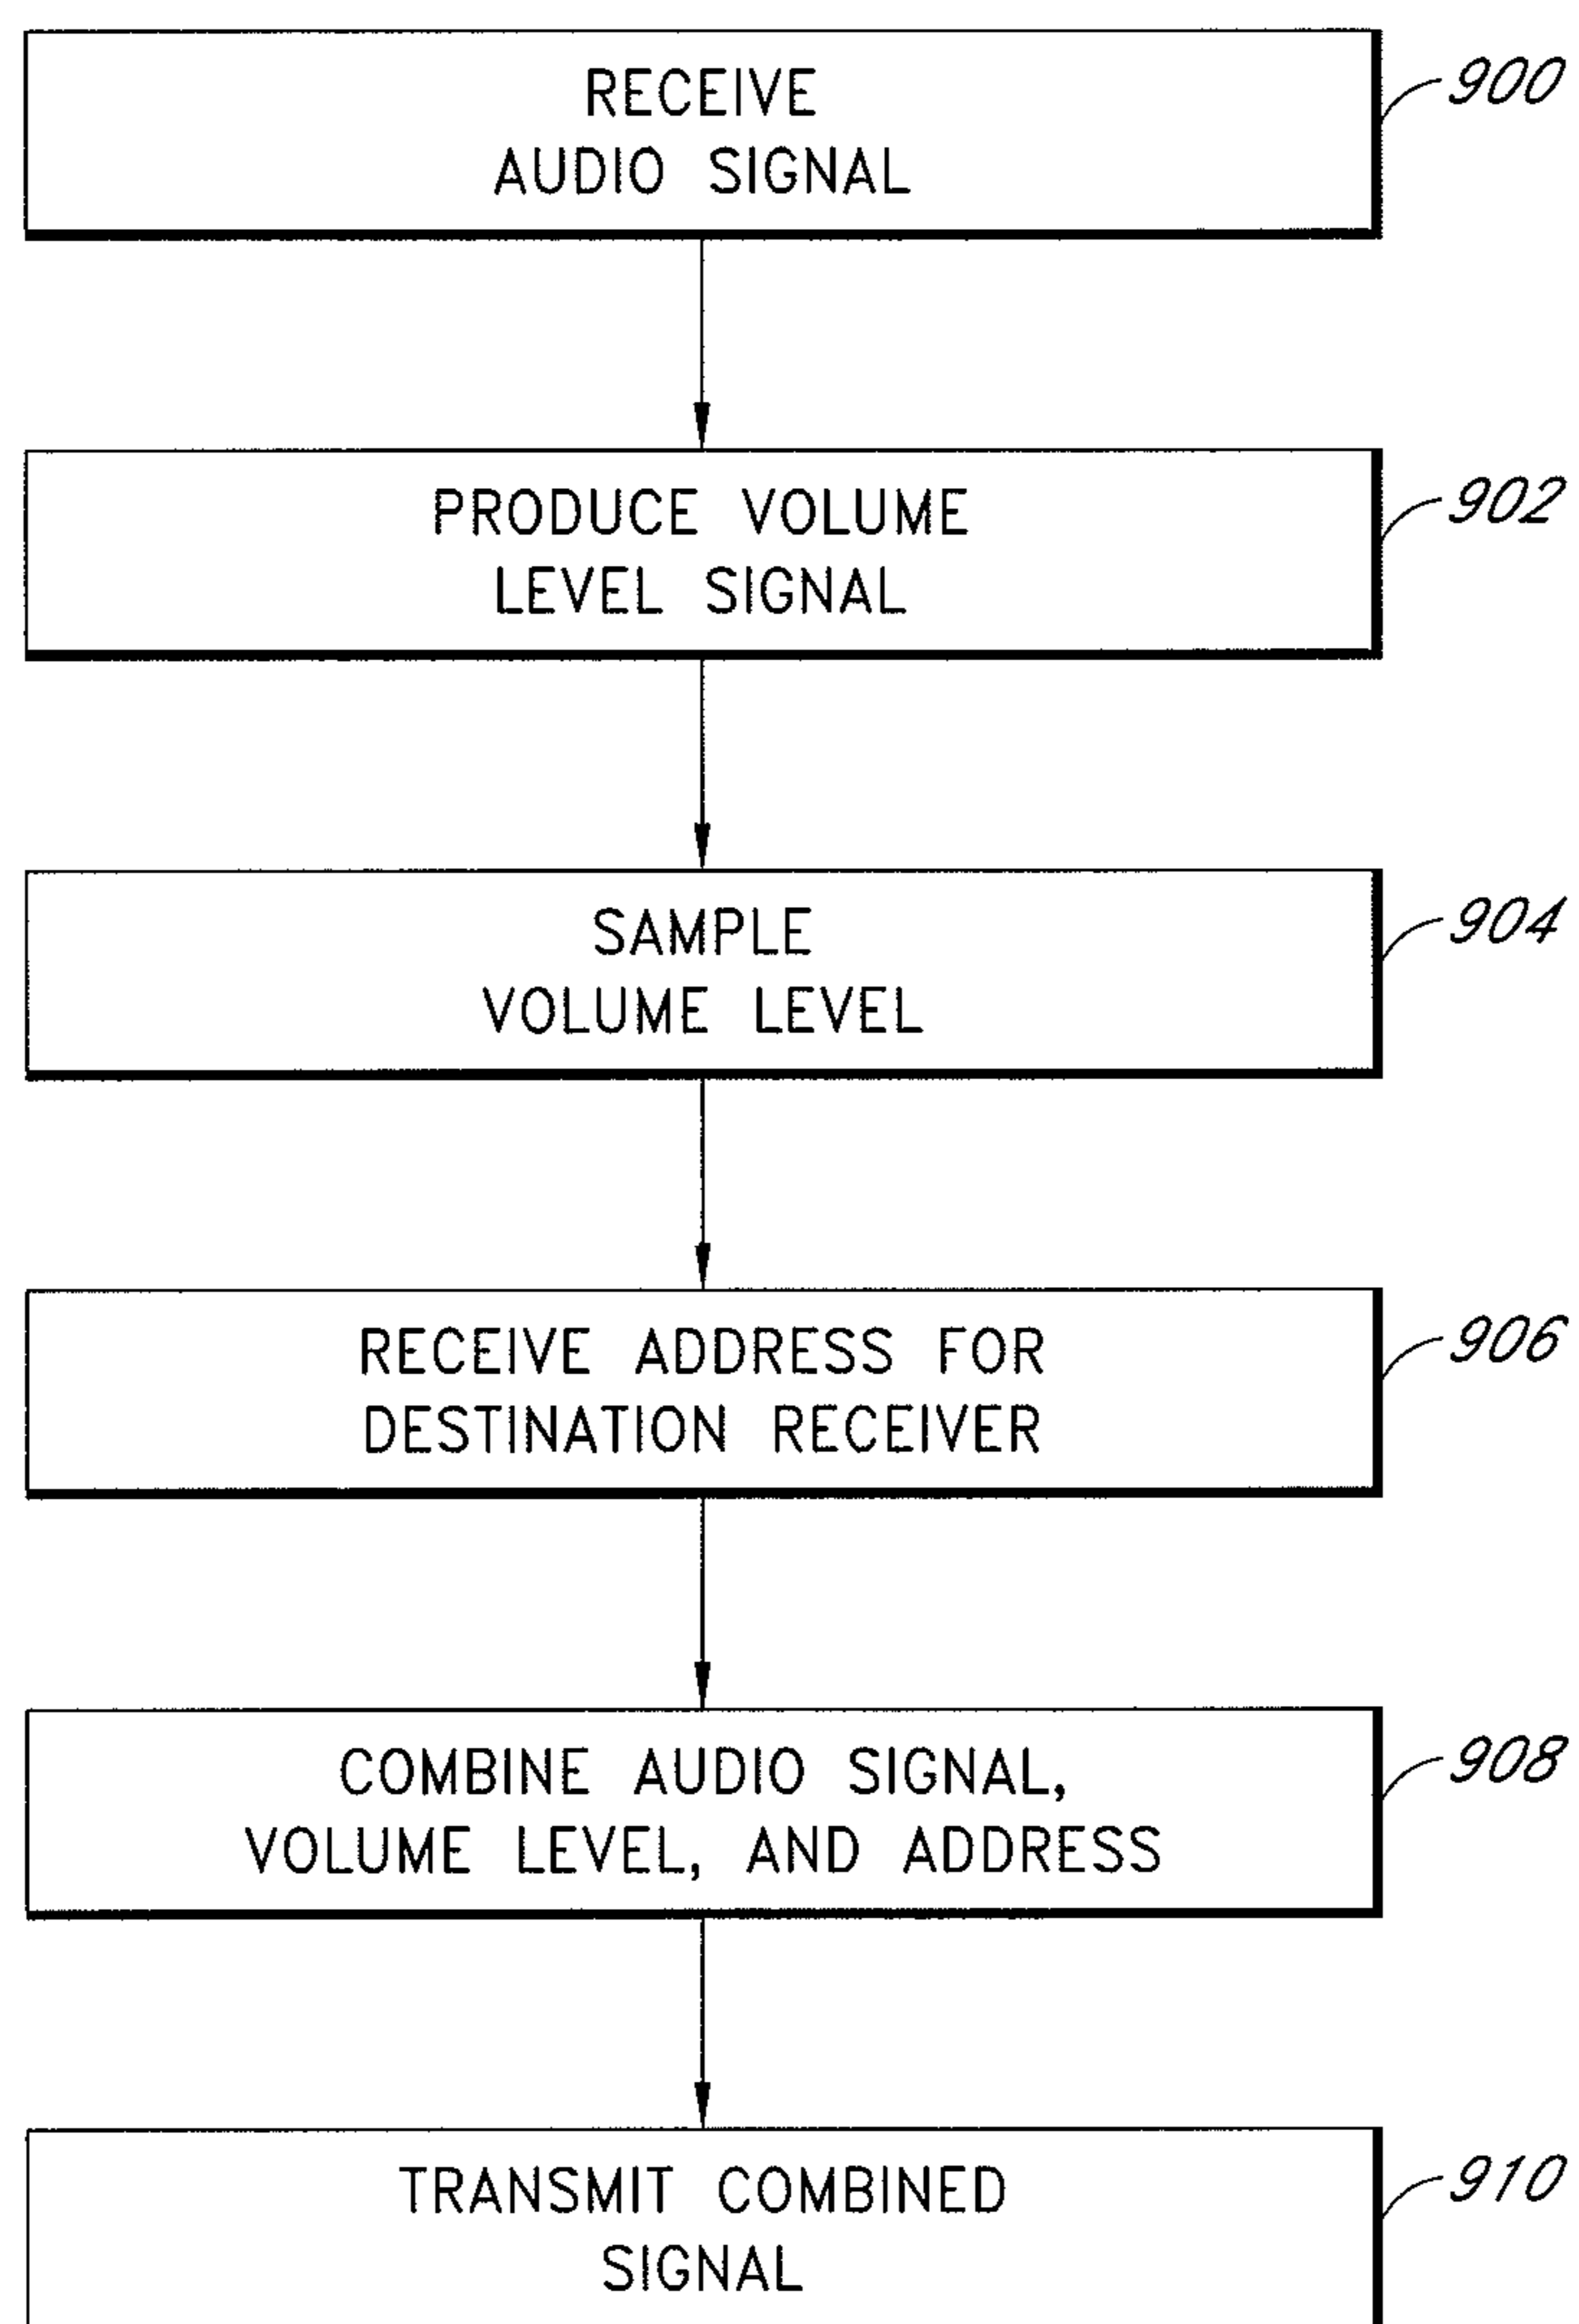 RECEIVE
AUDIO SIGNAL
900
PRODUCE VOLUME
LEVEL SIGNAL
902
SAMPLE
VOLUME LEVEL
904
RECEIVE ADDRESS FOR
DESTINATION RECEIVER
906
COMBINE AUDIO SIGNAL,
VOLUME LEVEL, AND ADDRESS
908
TRANSMIT COMBINED
SIGNAL
910